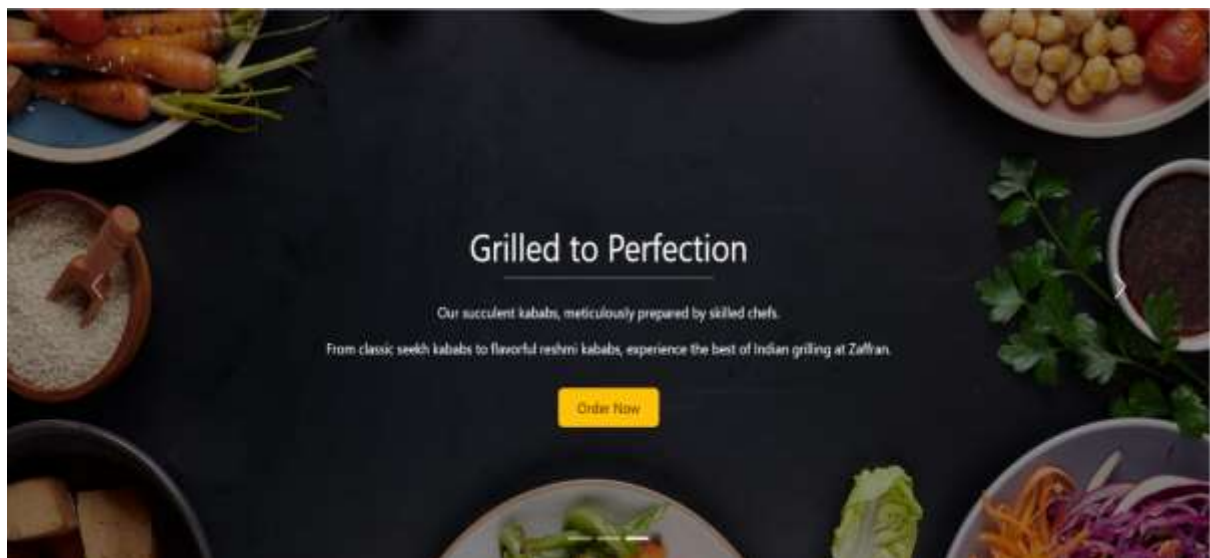 Grilled to Perfection
Our succulent kababs, meticulously prepared by skilled chefs.
From classic seekh kababs to flavorful reshmi kababs, experience the best of Indian grilling at Zaffran.
Order Now